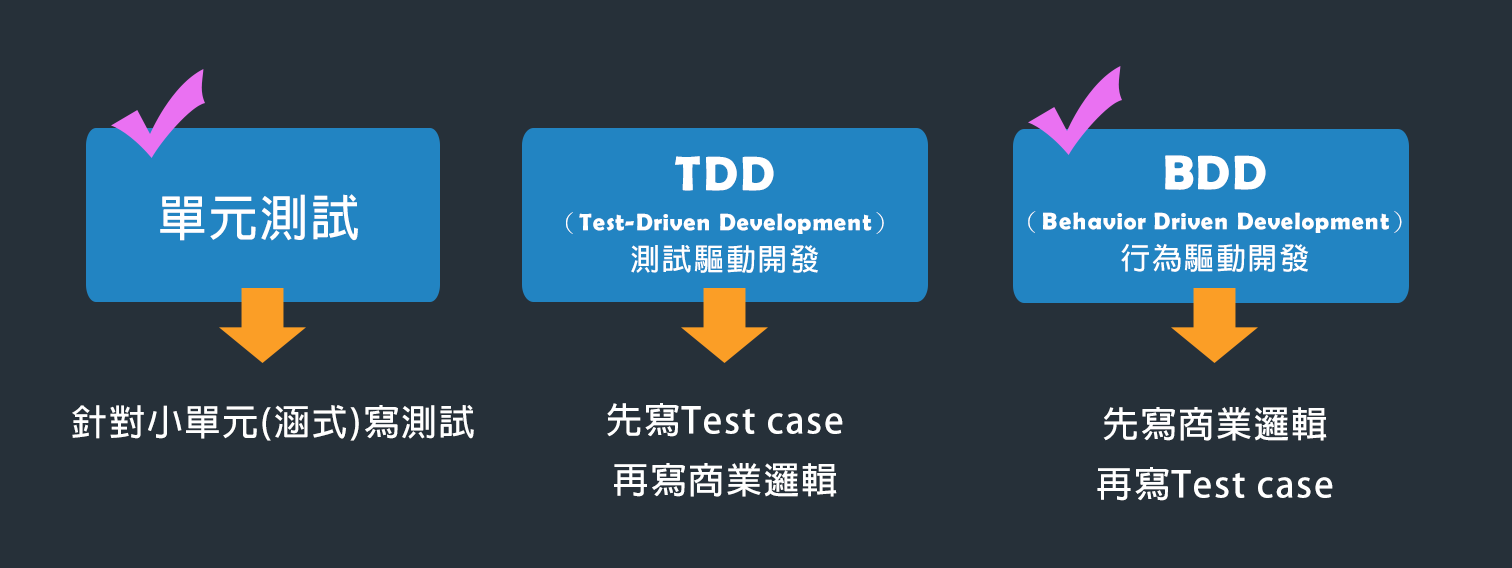 單元測試
針對小單元(涵式)寫測試
TDD
（Test-Driven Development）
測試驅動開發
先寫Test case
再寫商業邏輯
BDD
（Behavior Driven Development）
行為驅動開發
先寫商業邏輯
再寫Test case